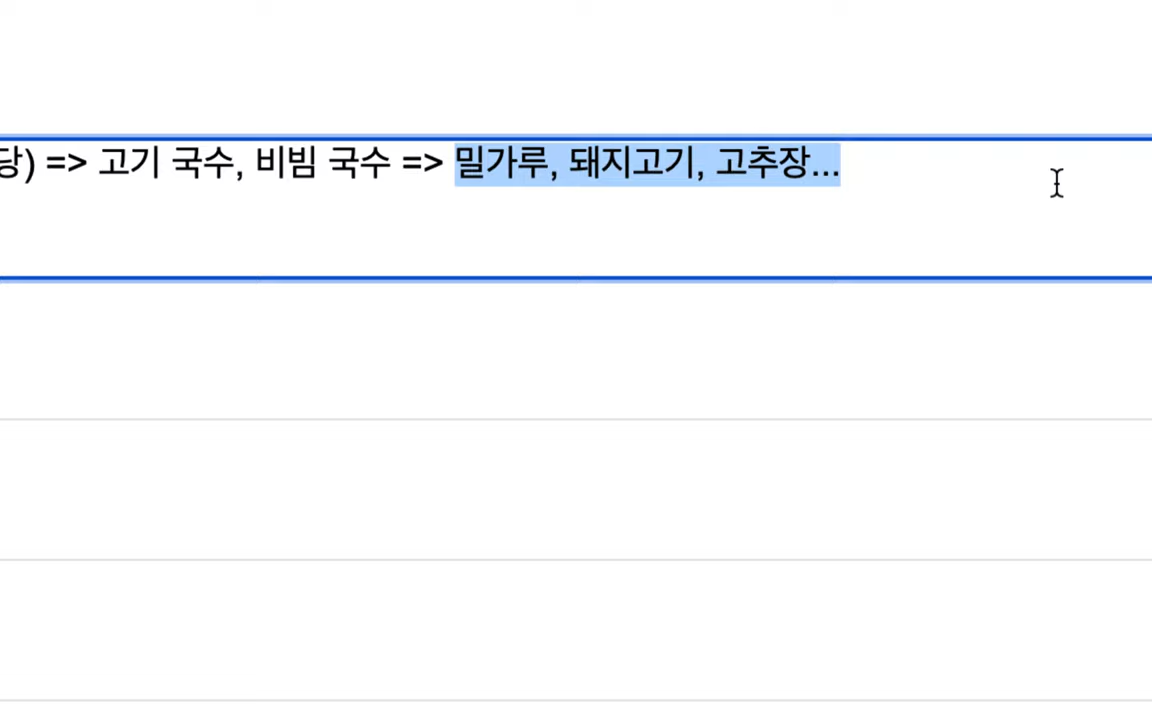 당) => 고기 국수, 비빔 국수 => 밀가루, 돼지고기, 고추장...